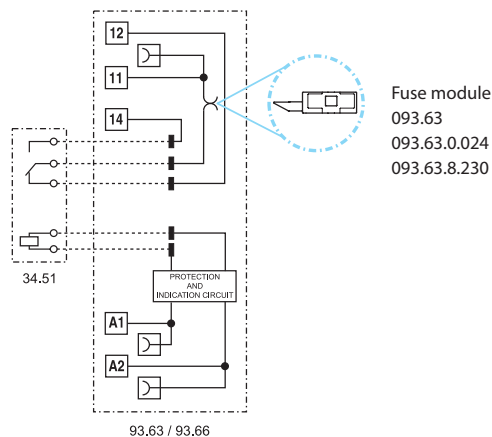 12
11
14
34.51
PROTECTION
AND
INDICATION CIRCUIT
A1
A2
93.63 / 93.66
Fuse module
093.63
093.63.0.024
093.63.8.230